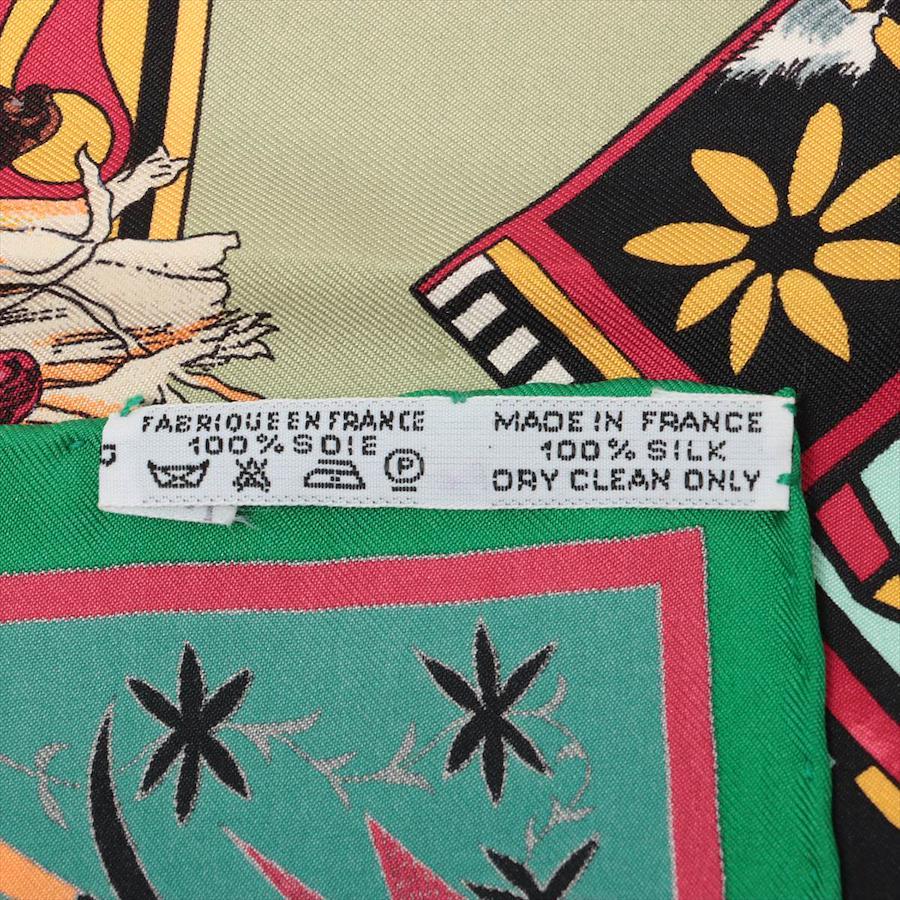 FABRIQUE EN FRANCE
100% SOIE
P
MADE IN FRANCE
100% SILK
DRY CLEAN ONLY